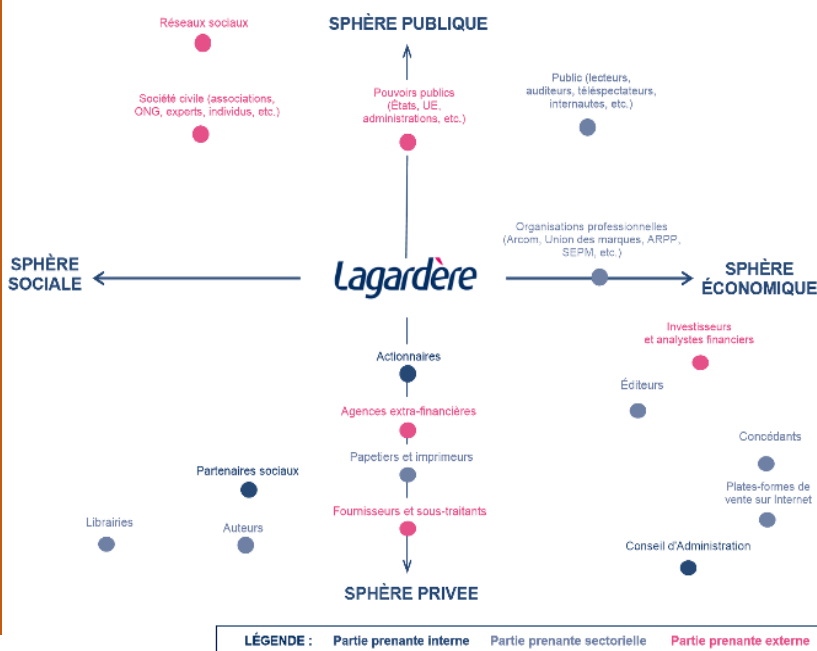 Réseaux sociaux
SPHÈRE PUBLIQUE
Société civile (associations,
ONG, experts, individus, etc.)
Pouvoirs publics
(États, UE,
administrations, etc.)
Public (lecteurs,
auditeurs, téléspectateurs,
internautes, etc.)
Organisations professionnelles
(Arcom, Union des marques, ARPP,
SEPM, etc.)
SPHÈRE
SOCIALE
Lagardère
SPHÈRE
ÉCONOMIQUE
Investisseurs
et analystes financiers
Actionnaires
Éditeurs
Agences extra-financières
Concédants
Papetiers et imprimeurs
Partenaires sociaux
Plates-formes de
vente sur Internet
Fournisseurs et sous-traitants
Librairies
Auteurs
Conseil d'Administration
SPHÈRE PRIVEE
LÉGENDE : Partie prenante interne Partie prenante sectorielle Partie prenante externe